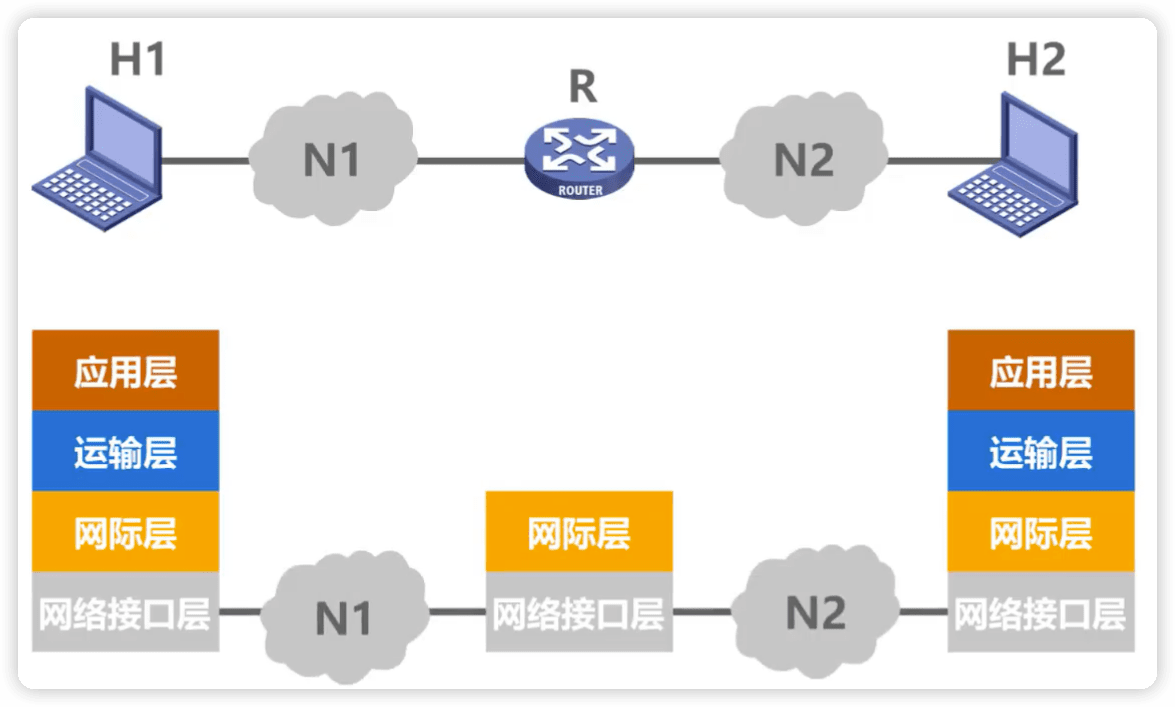 H1
H2
R
N1
N2
ROUTER
应用层
应用层
运输层
运输层
网际层
网际层
网际层
网络接口层
N1
网络接口层
N2
网络接口层